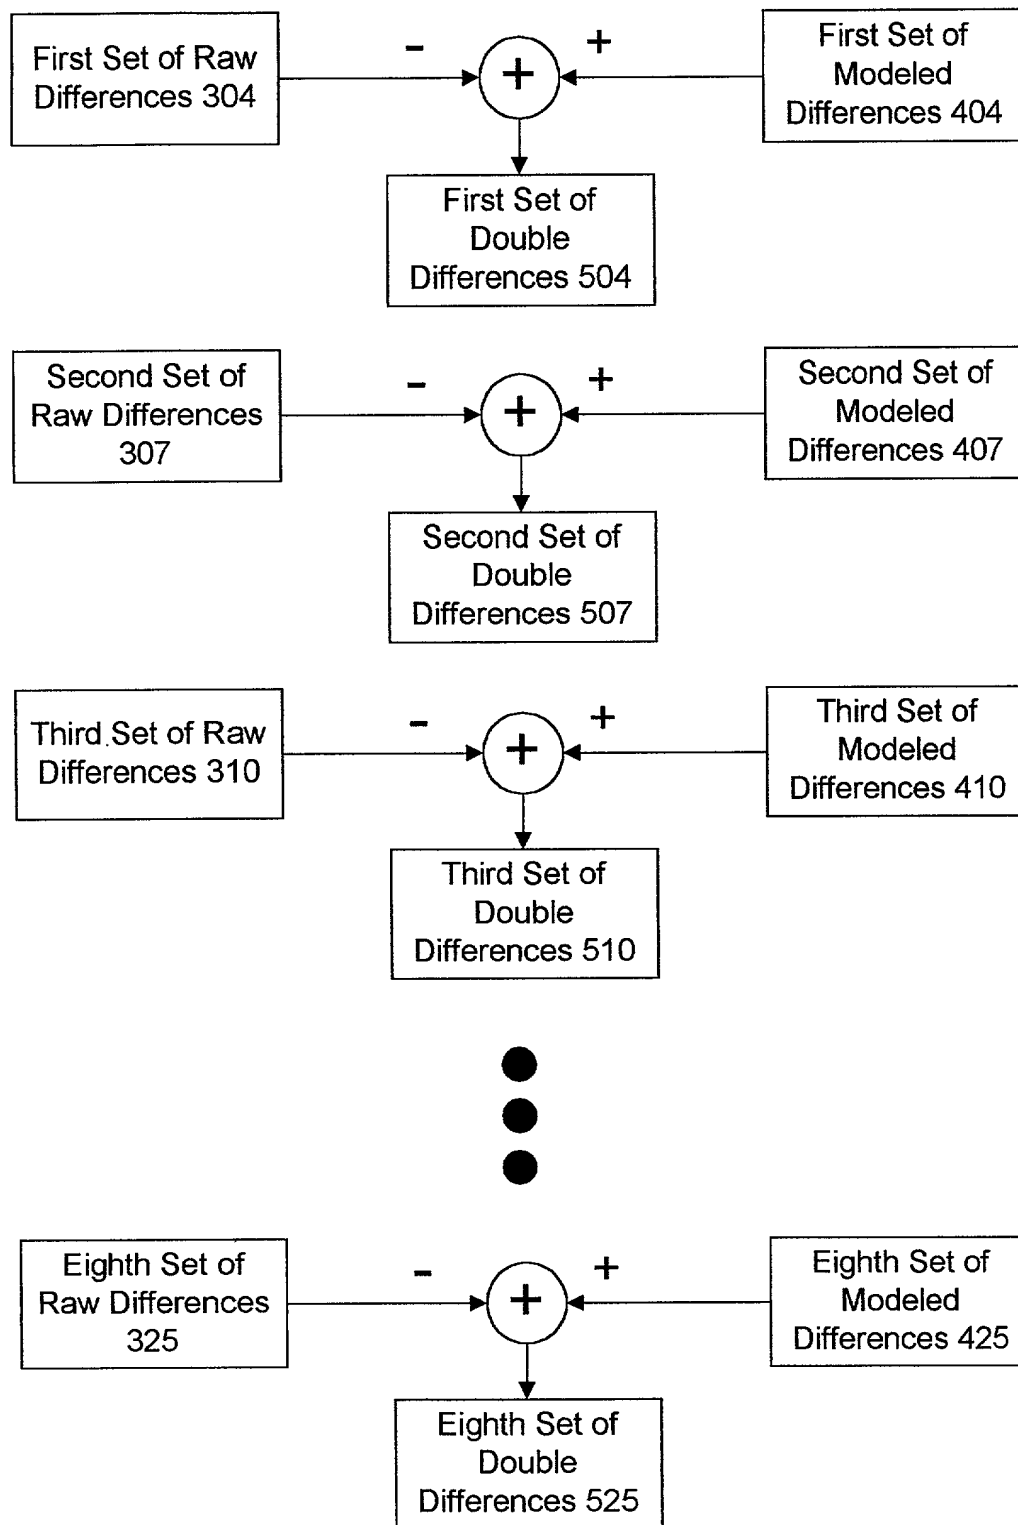 First Set of Raw
Differences 304
-
+
+
First Set of
Modeled
Differences 404
First Set of
Double
Differences 504
Second Set of
Raw Differences
307
-
+
+
Second Set of
Modeled
Differences 407
Second Set of
Double
Differences 507
Third Set of Raw
Differences 310
-
+
+
Third Set of
Modeled
Differences 410
Third Set of
Double
Differences 510
Eighth Set of
Raw Differences
325
-
+
+
Eighth Set of
Modeled
Differences 425
Eighth Set of
Double
Differences 525